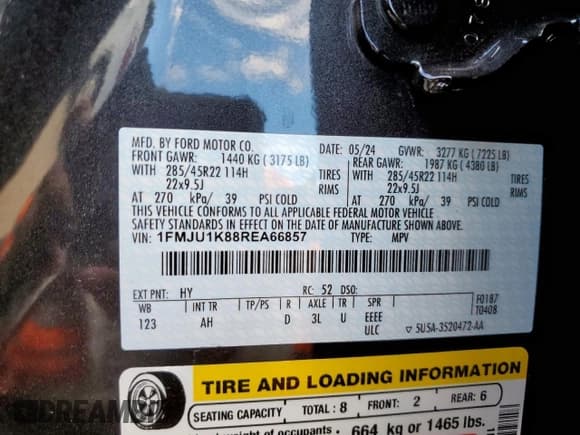 MFD. BY FORD MOTOR CO. DATE: 05/24 GVWR: 3277 KG ( 7225 LB)
FRONT GAWR: 1440 KG ( 3175 LB) REAR GAWR: 1987 KG ( 4380 LB)
WITH 285/45R22 114H TIRES WITH 285/45R22 114H TIRES
22x9.5J RIMS 22x9.5J RIMS
AT 270 kPa/ 39 PSI COLD AT 270 kPa/ 39 PSI COLD
THIS VEHICLE CONFORMS TO ALL APPLICABLE FEDERAL MOTOR VEHICLE
SAFETY STANDARDS IN EFFECT ON THE DATE OF MANUFACTURE SHOWN ABOVE.
VIN: 1FMJU1K88REA66857 TYPE: MPV
EXT PNT: HY RC: 52 DSO: F0187
WB INT TR TP/PS R AXLE TR SPR T0408
123 AH D 3L U EEEE
ULC 5U5A-3520472-AA
TIRE AND LOADING INFORMATION
SEATING CAPACITY TOTAL: 8 FRONT: 2 REAR: 6
weight of occupants 664 kg or 1465 lbs.